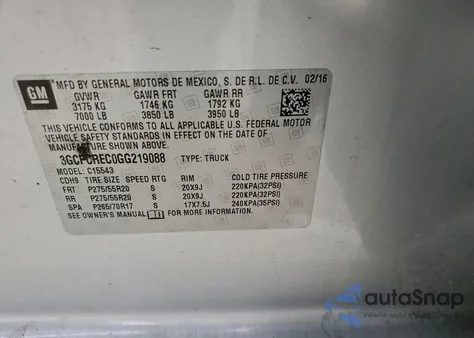 GM
MFD BY GENERAL MOTORS DE MEXICO, S. DE R.L. DE C.V. 02/16
GVWR GAWR FRT GAWR RR
3175 KG 1746 KG 1792 KG
7000 LB 3850 LB 3950 LB
THIS VEHICLE CONFORMS TO ALL APPLICABLE U.S. FEDERAL MOTOR
VEHICLE SAFETY STANDARDS IN EFFECT ON THE DATE OF
MANUFACTURE SHOWN ABOVE.
3GCPCREC0GG219088 TYPE: TRUCK
MODEL: C15543
CDH9 TIRE SIZE SPEED RTG RIM COLD TIRE PRESSURE
FRT P275/55R20 S 20X9J 220KPA(32PSI)
RR P275/55R20 S 20X9J 220KPA(32PSI)
SPA P265/70R17 S 17X7.5J 240KPA(35PSI)
SEE OWNER'S MANUAL FOR MORE INFORMATION
autoSnap